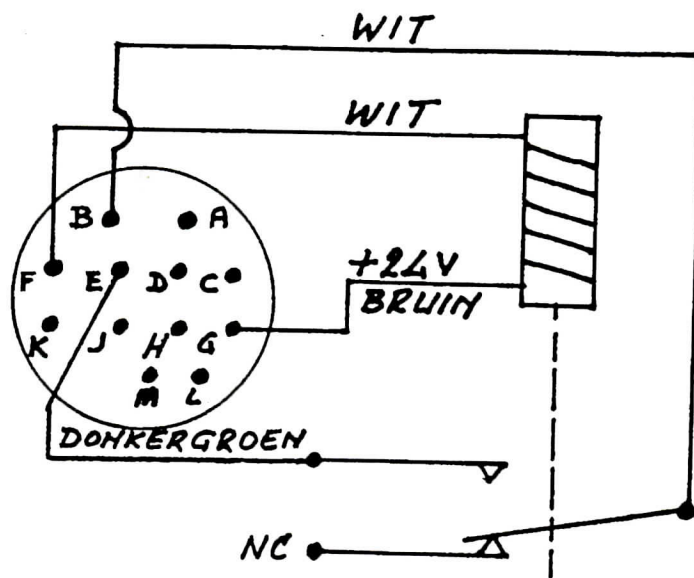 WIT
WIT
B A
F E D C
+24V
BRUIN
K J H G
M L
DONKERGROEN
NC